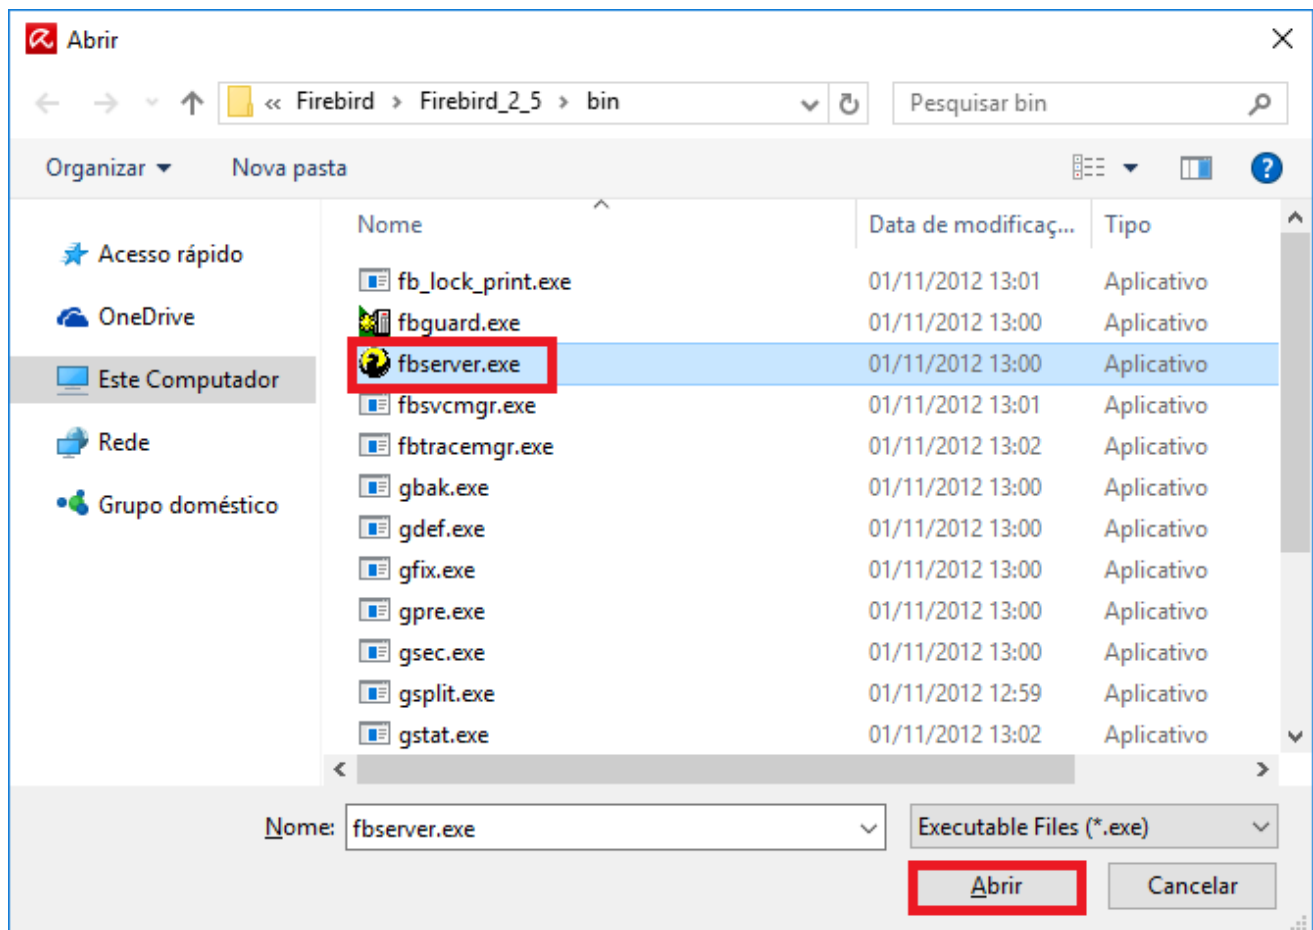 Abrir
« Firebird > Firebird_2_5 > bin Pesquisar bin
Organizar Nova pasta ?
Nome Data de modificaç... Tipo
Acesso rápido
OneDrive
Este Computador
Rede
Grupo doméstico
fb_lock_print.exe 01/11/2012 13:01 Aplicativo
fbguard.exe 01/11/2012 13:00 Aplicativo
fbserver.exe 01/11/2012 13:00 Aplicativo
fbsvcmgr.exe 01/11/2012 13:01 Aplicativo
fbtracemgr.exe 01/11/2012 13:02 Aplicativo
gbak.exe 01/11/2012 13:00 Aplicativo
gdef.exe 01/11/2012 13:00 Aplicativo
gfix.exe 01/11/2012 13:00 Aplicativo
gpre.exe 01/11/2012 13:00 Aplicativo
gsec.exe 01/11/2012 13:00 Aplicativo
gsplit.exe 01/11/2012 12:59 Aplicativo
gstat.exe 01/11/2012 13:02 Aplicativo
Nome: fbserver.exe Executable Files (*.exe)
Abrir Cancelar